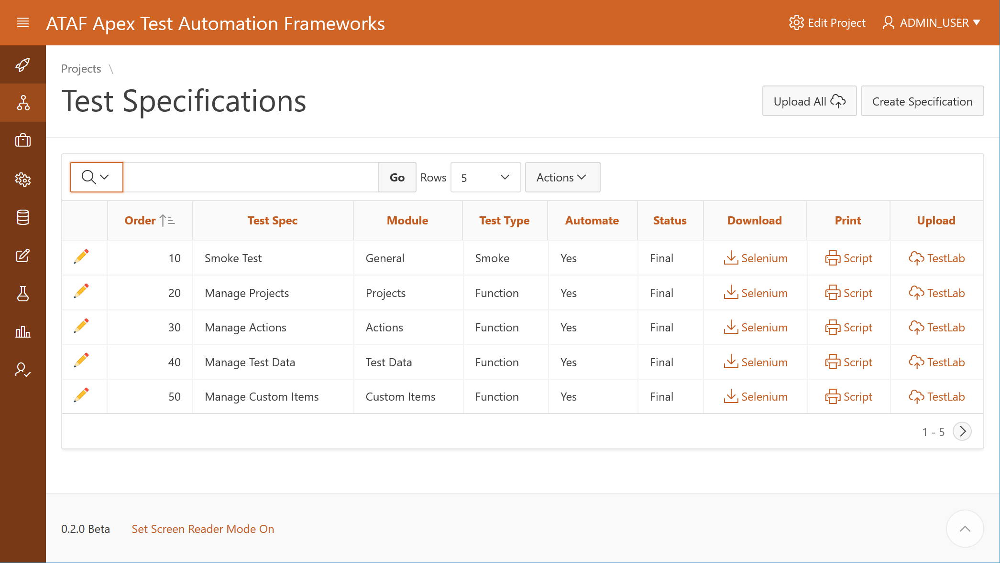 ATAF Apex Test Automation Frameworks
Edit Project
ADMIN_USER
Projects \
Test Specifications
Upload All
Create Specification
Go
Rows
5
Actions
Order Test Spec Module Test Type Automate Status Download Print Upload
10 Smoke Test General Smoke Yes Final Selenium Script TestLab
20 Manage Projects Projects Function Yes Final Selenium Script TestLab
30 Manage Actions Actions Function Yes Final Selenium Script TestLab
40 Manage Test Data Test Data Function Yes Final Selenium Script TestLab
50 Manage Custom Items Custom Items Function Yes Final Selenium Script TestLab
1 - 5
0.2.0 Beta
Set Screen Reader Mode On